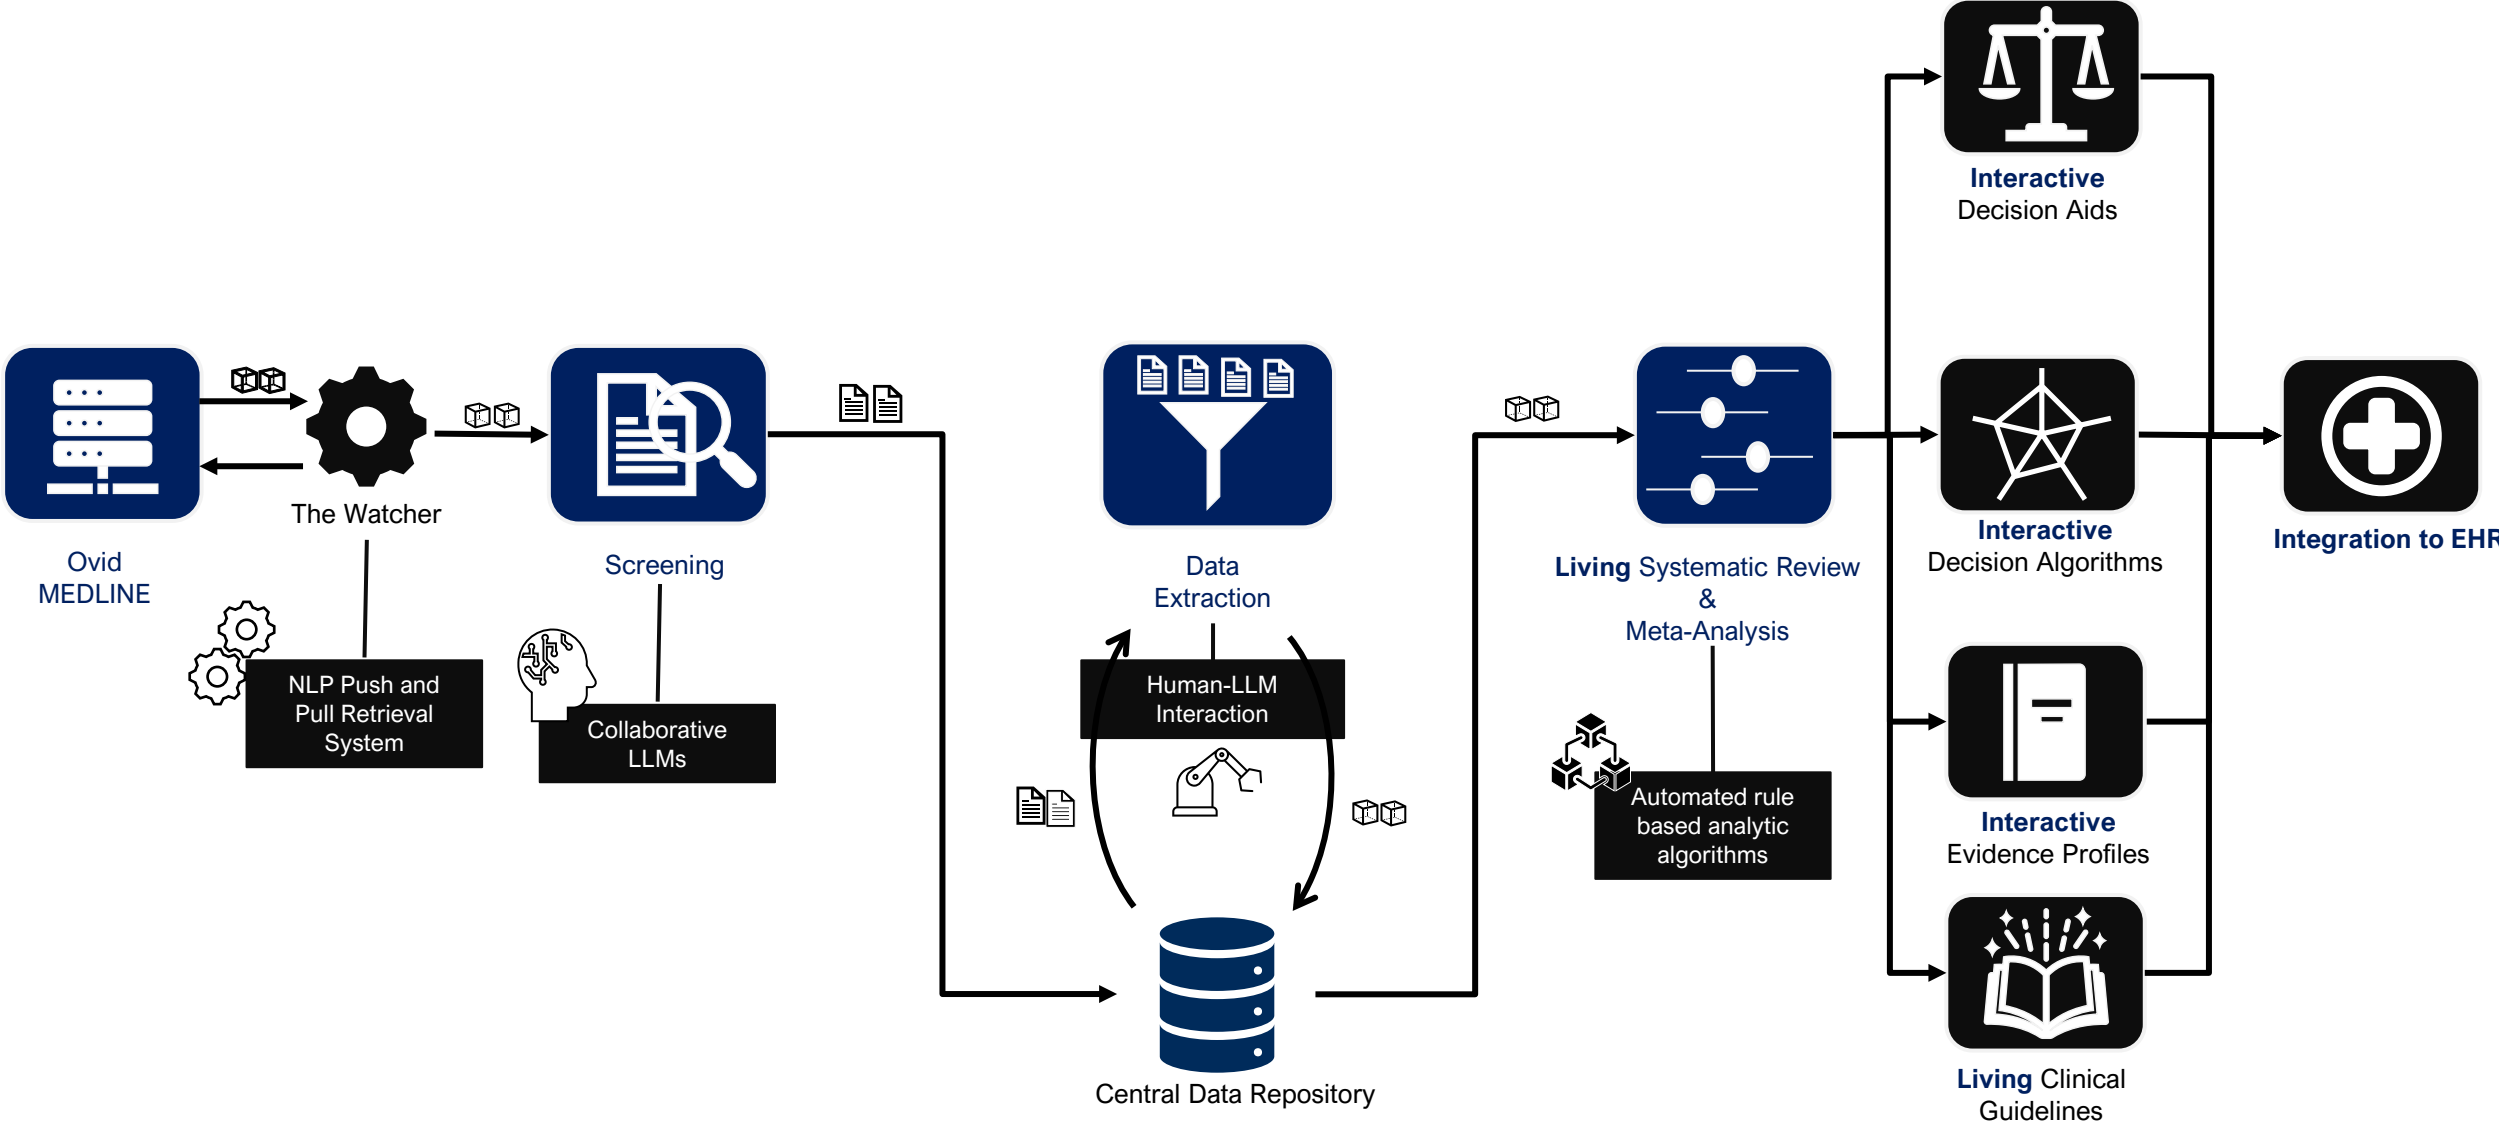 Interactive
Decision Aids
Ovid
MEDLINE
The Watcher
NLP Push and
Pull Retrieval
System
Screening
Collaborative
LLMs
Data
Extraction
Human-LLM
Interaction
Central Data Repository
Living Systematic Review
&
Meta-Analysis
Automated rule
based analytic
algorithms
Interactive
Decision Algorithms
Interactive
Evidence Profiles
Living Clinical
Guidelines
Integration to EHR